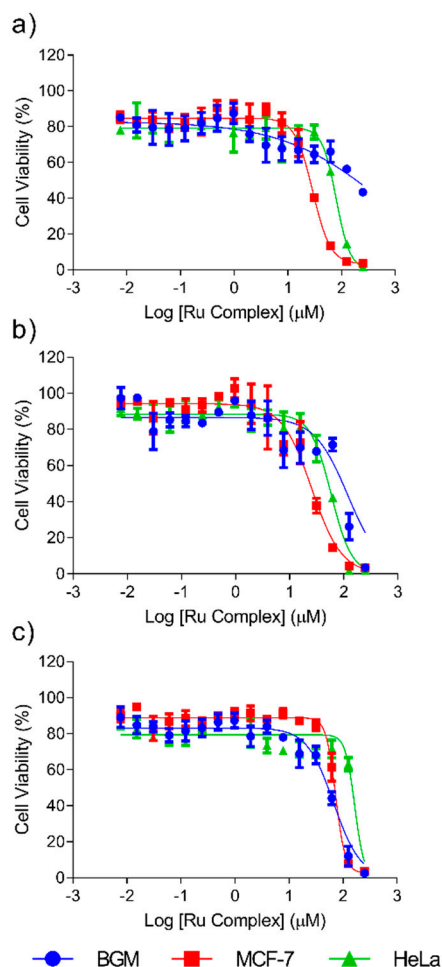 a)
120
100
80
60
40
20
0
Cell Viability (%)
-3 -2 -1 0 1 2 3
Log [Ru Complex] (μM)
b)
120
100
80
60
40
20
0
Cell Viability (%)
-3 -2 -1 0 1 2 3
Log [Ru Complex] (μM)
c)
120
100
80
60
40
20
0
Cell Viability (%)
-3 -2 -1 0 1 2 3
Log [Ru Complex] (μM)
BGM MCF-7 HeLa